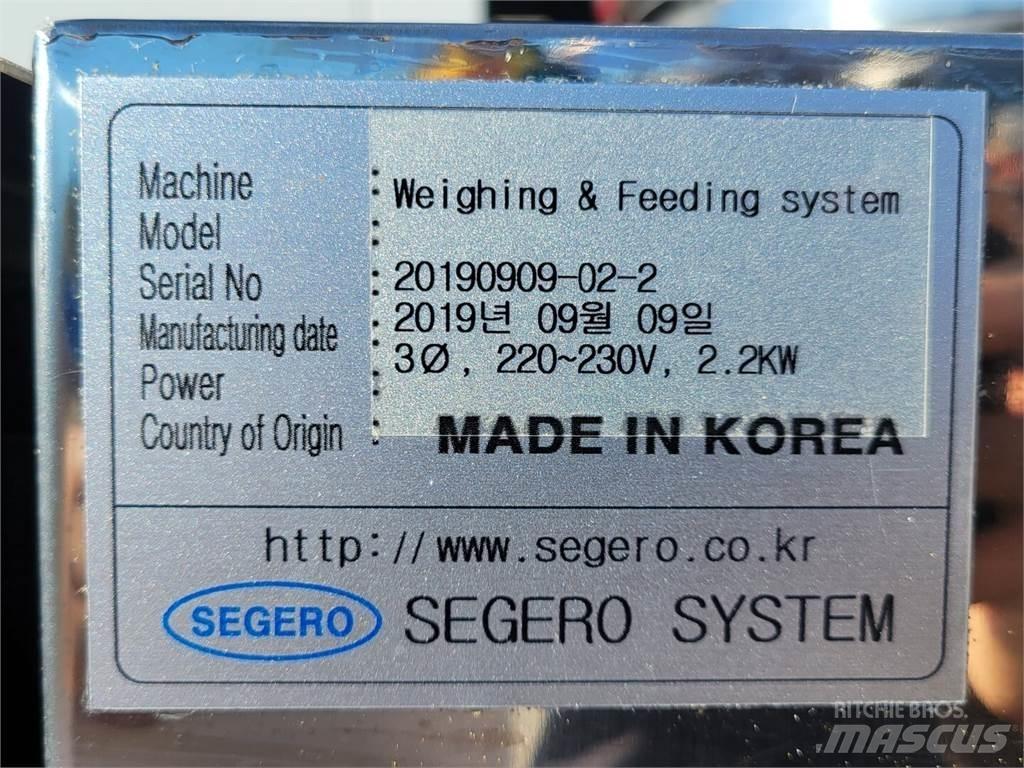 Machine : Weighing & Feeding system
Model :
Serial No : 20190909-02-2
Manufacturing date : 2019년 09월 09일
Power : 3Ø, 220~230V, 2.2KW
Country of Origin : MADE IN KOREA
http://www.segero.co.kr
SEGERO SEGERO SYSTEM
RITCHIE BROS.
MASCUS